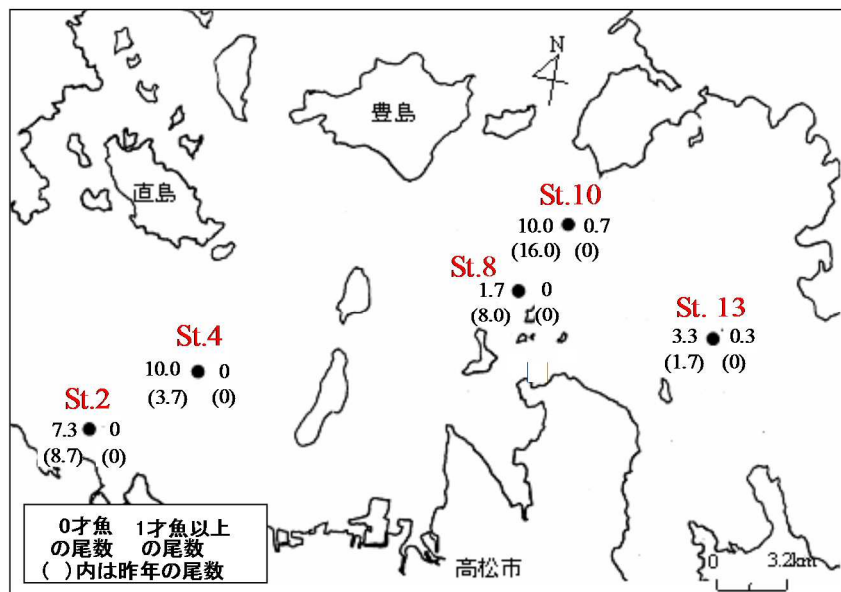 N
豊島
直島
St.10
10.0 0.7
(16.0) (0)
St.8
1.7 0
(8.0) (0)
St. 13
3.3 0.3
(1.7) (0)
St.4
10.0 0
(3.7) (0)
St.2
7.3 0
(8.7) (0)
0才魚 1才魚以上
の尾数 の尾数
( )内は昨年の尾数
高松市
0 3.2km